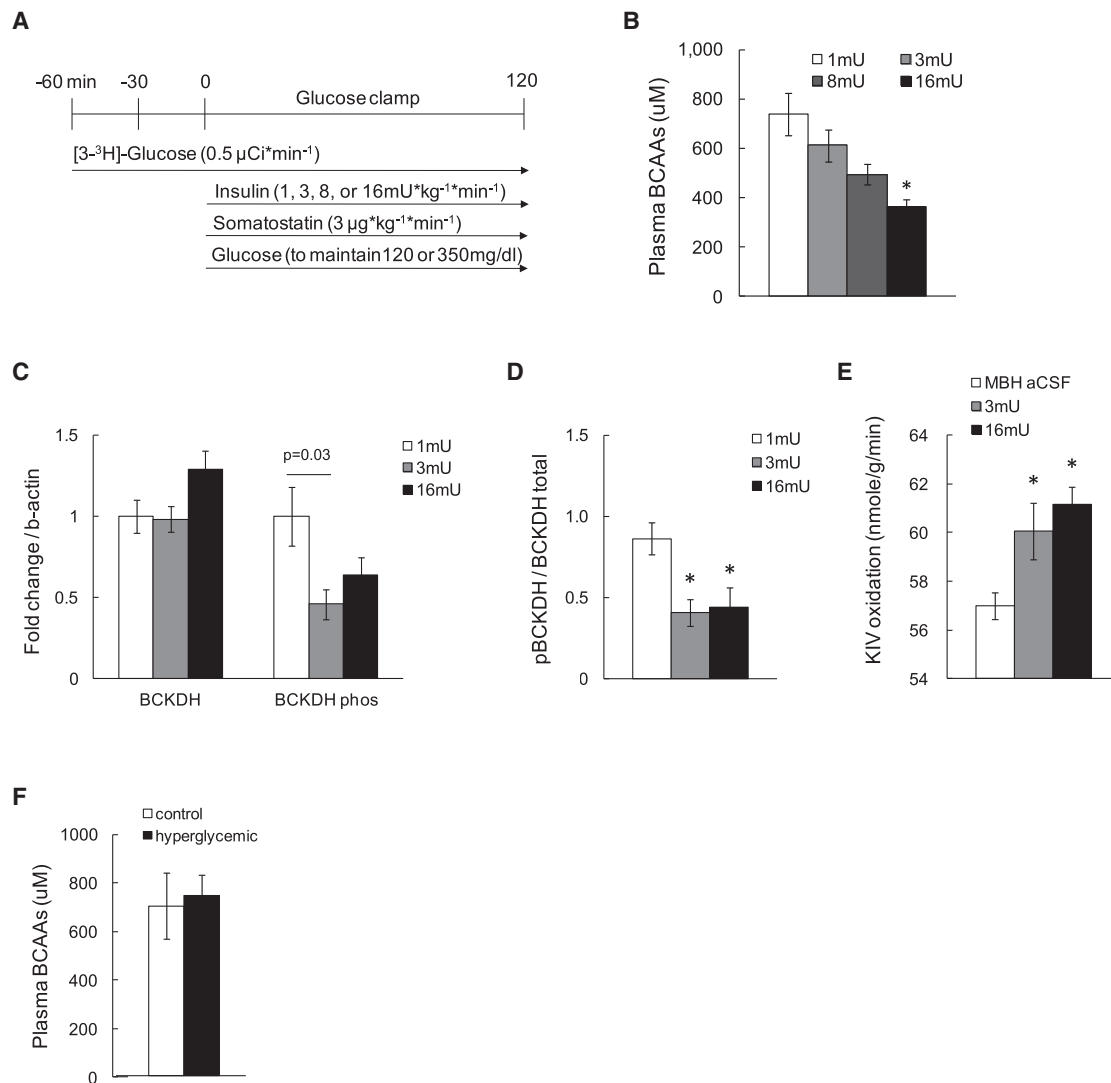 A
-60 min -30 0 120
Glucose clamp
[3-³H]-Glucose (0.5 µCi*min⁻¹)
Insulin (1, 3, 8, or 16mU*kg⁻¹*min⁻¹)
Somatostatin (3 µg*kg⁻¹*min⁻¹)
Glucose (to maintain 120 or 350mg/dl)
B
Plasma BCAAs (uM)
1,000
800
600
400
200
0
1mU 3mU
8mU 16mU
*
C
Fold change / b-actin
1.5
1
0.5
0
p=0.03
1mU
3mU
16mU
BCKDH BCKDH phos
D
pBCKDH / BCKDH total
1.5
1.0
0.5
0
1mU
3mU
16mU
* *
E
KIV oxidation (nmole/g/min)
64
62
60
58
56
54
MBH aCSF
3mU
16mU
* *
F
Plasma BCAAs (uM)
1000
800
600
400
200
0
control
hyperglycemic